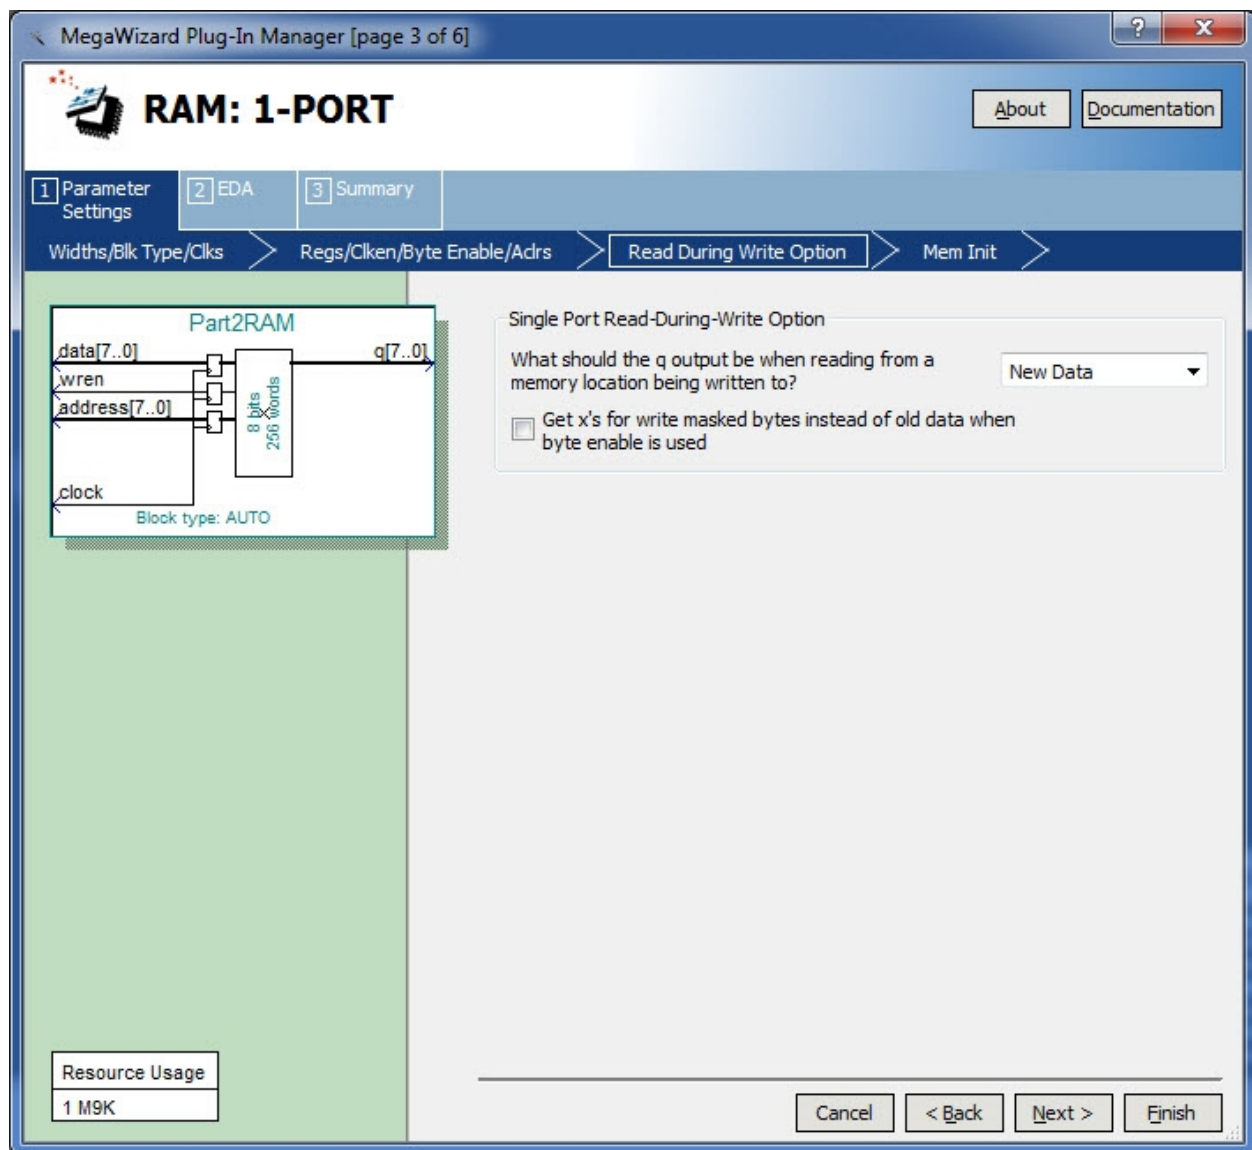 MegaWizard Plug-In Manager [page 3 of 6]
?
X
RAM: 1-PORT
About
Documentation
1 Parameter Settings
2 EDA
3 Summary
Widths/Blk Type/Clks
Regs/Clken/Byte Enable/Aclrs
Read During Write Option
Mem Init
Part2RAM
data[7..0]
q[7..0]
wren
address[7..0]
8 bits
256 words
clock
Block type: AUTO
Single Port Read-During-Write Option
What should the q output be when reading from a
memory location being written to?
New Data
Get x's for write masked bytes instead of old data when
byte enable is used
Resource Usage
1 M9K
Cancel
< Back
Next >
Finish